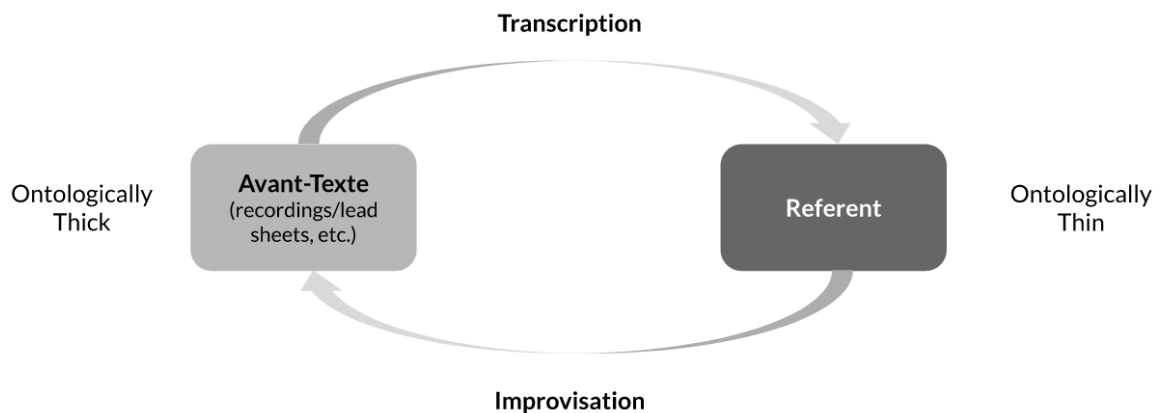 Transcription
Ontologically
Thick
Avant-Texte
(recordings/lead
sheets, etc.)
Referent
Ontologically
Thin
Improvisation